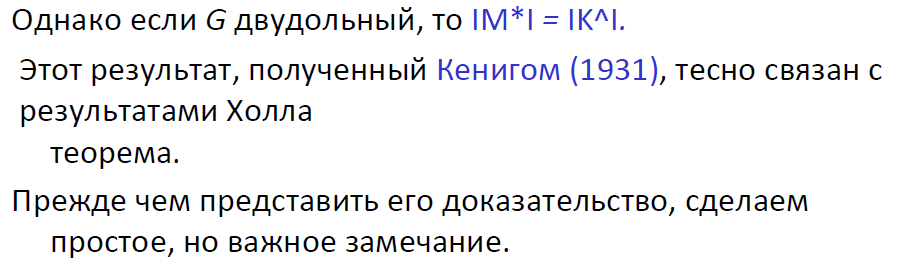 Однако если G двудольный, то IM*I = IK^I.
Этот результат, полученный Кенигом (1931), тесно связан с
результатами Холла
теорема.
Прежде чем представить его доказательство, сделаем
простое, но важное замечание.